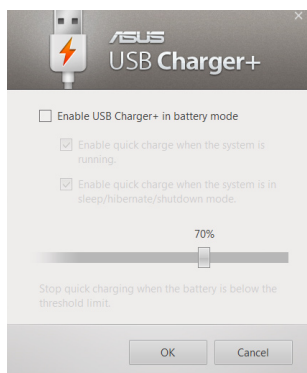 ASUS
USB Charger+
Enable USB Charger+ in battery mode
Enable quick charge when the system is
running.
Enable quick charge when the system is in
sleep/hibernate/shutdown mode.
70%
Stop quick charging when the battery is below the
threshold limit.
OK
Cancel